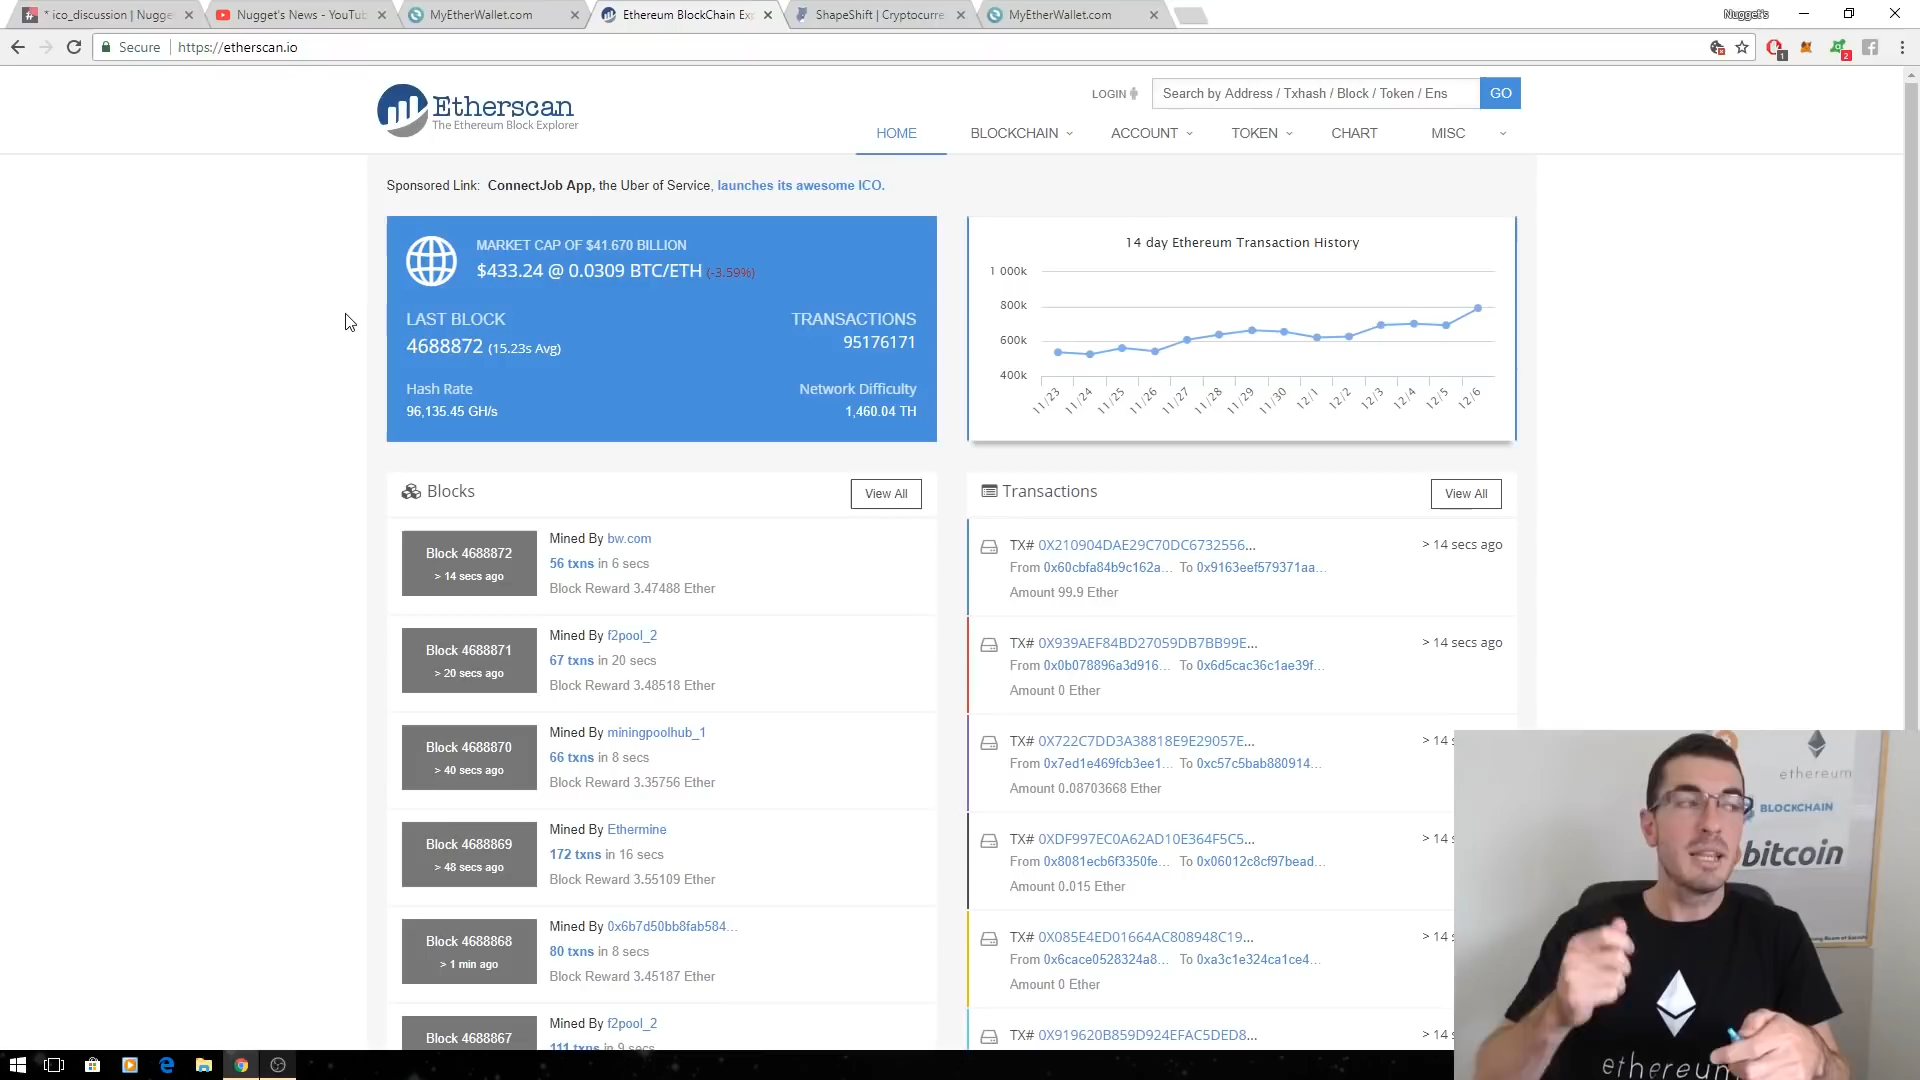 * ico_discussion | Nugge
Nugget's News - YouTub
MyEtherWallet.com
Ethereum BlockChain Ex
ShapeShift | Cryptocurre
MyEtherWallet.com
Nugget's
Secure
https://etherscan.io
1
2
Etherscan
The Ethereum Block Explorer
LOGIN
Search by Address / Txhash / Block / Token / Ens
GO
HOME
BLOCKCHAIN
ACCOUNT
TOKEN
CHART
MISC
Sponsored Link: ConnectJob App, the Uber of Service, launches its awesome ICO.
MARKET CAP OF $41.670 BILLION
$433.24 @ 0.0309 BTC/ETH (-3.59%)
LAST BLOCK
4688872 (15.23s Avg)
TRANSACTIONS
95176171
Hash Rate
96,135.45 GH/s
Network Difficulty
1,460.04 TH
14 day Ethereum Transaction History
1 000k
800k
600k
400k
11/23
11/24
11/25
11/26
11/27
11/28
11/29
11/30
12/1
12/2
12/3
12/4
12/5
12/6
Blocks
View All
Block 4688872
> 14 secs ago
Mined By bw.com
56 txns in 6 secs
Block Reward 3.47488 Ether
Block 4688871
> 20 secs ago
Mined By f2pool_2
67 txns in 20 secs
Block Reward 3.48518 Ether
Block 4688870
> 40 secs ago
Mined By miningpoolhub_1
66 txns in 8 secs
Block Reward 3.35756 Ether
Block 4688869
> 48 secs ago
Mined By Ethermine
172 txns in 16 secs
Block Reward 3.55109 Ether
Block 4688868
> 1 min ago
Mined By 0x6b7d50bb8fab584...
80 txns in 8 secs
Block Reward 3.45187 Ether
Block 4688867
Mined By f2pool_2
111 txns in 9 secs
Transactions
View All
TX# 0X210904DAE29C70DC6732556...
> 14 secs ago
From 0x60cbfa84b9c162a... To 0x9163eef579371aa...
Amount 99.9 Ether
TX# 0X939AEF84BD27059DB7BB99E...
> 14 secs ago
From 0x0b078896a3d916... To 0x6d5cac36c1ae39f...
Amount 0 Ether
TX# 0X722C7DD3A38818E9E29057E...
> 14 s
From 0x7ed1e469fcb3ee1... To 0xc57c5bab880914...
Amount 0.08703668 Ether
TX# 0XDF997EC0A62AD10E364F5C5...
> 14 s
From 0x8081ecb6f3350fe... To 0x06012c8cf97bead...
Amount 0.015 Ether
TX# 0X085E4ED01664AC808948C19...
> 14 s
From 0x6cace0528324a8... To 0xa3c1e324ca1ce4...
Amount 0 Ether
TX# 0X919620B859D924EFAC5DED8...
> 14 s
ethereum
BLOCKCHAIN
bitcoin
ethereum